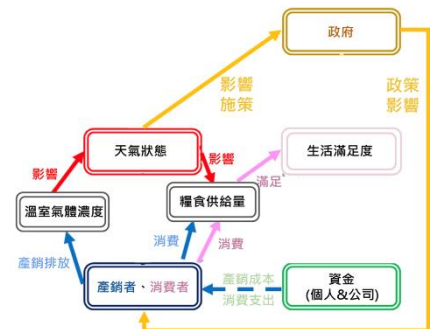 政府
影響
施策
政策
影響
天氣狀態
生活滿足度
影響
影響
滿足
溫室氣體濃度
糧食供給量
產銷排放
消費
消費
產銷者、消費者
產銷成本
消費支出
資金
(個人&公司)